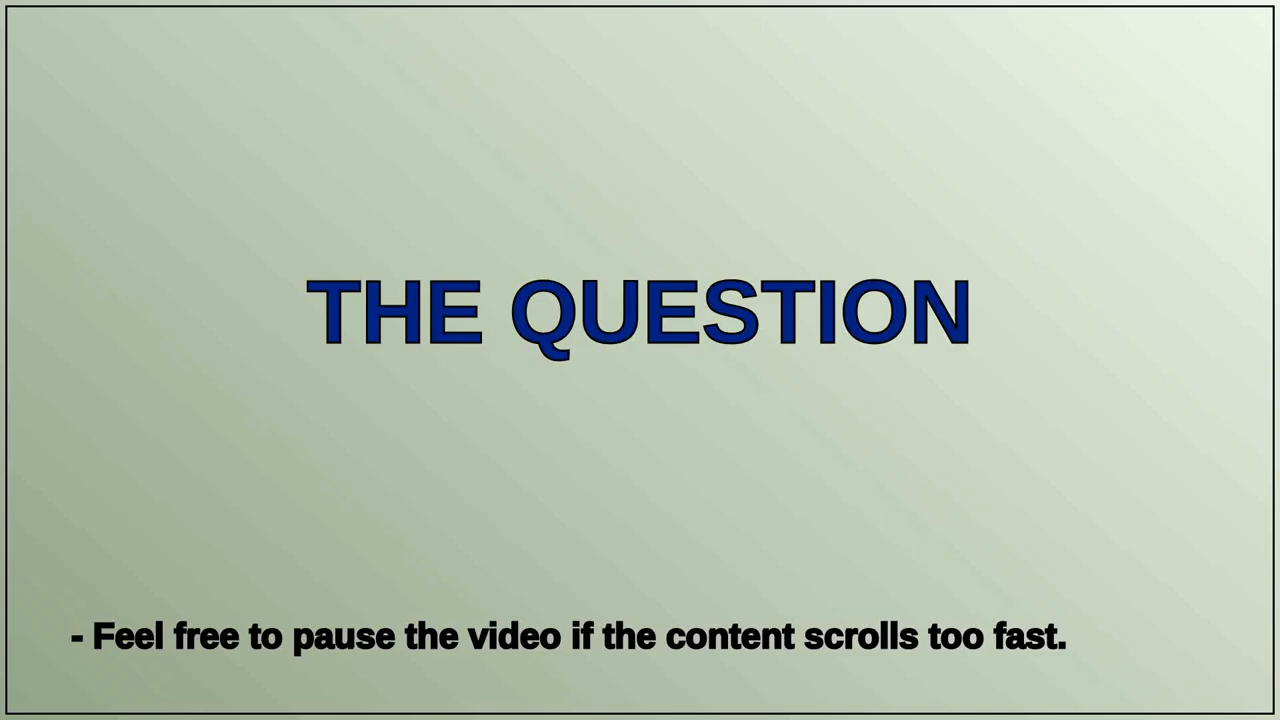 THE QUESTION
- Feel free to pause the video if the content scrolls too fast.